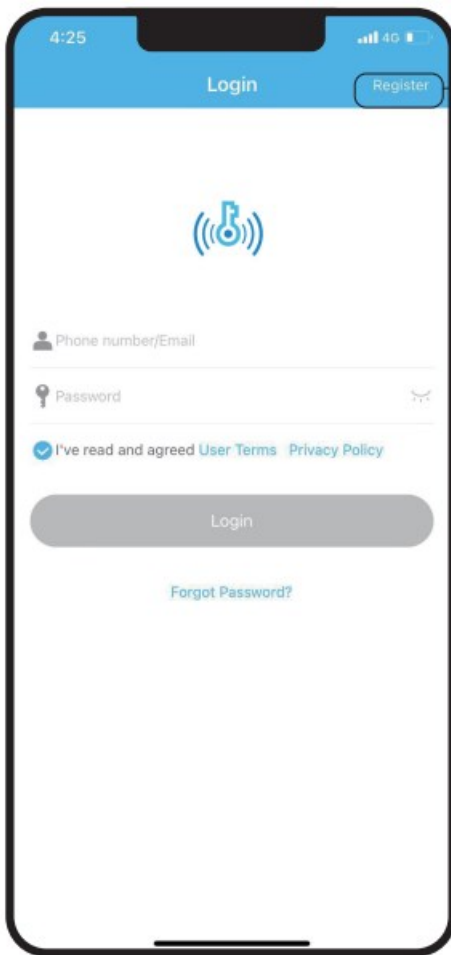 4:25 4G
Login Register
Phone number/Email
Password
I've read and agreed User Terms Privacy Policy
Login
Forgot Password?